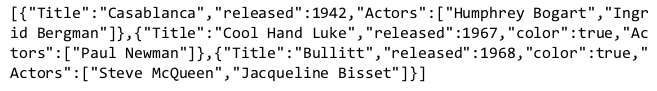 [{"Title":"Casablanca","released":1942,"Actors":["Humphrey Bogart","Ingr
id Bergman"]},{"Title":"Cool Hand Luke","released":1967,"color":true,"Ac
tors":["Paul Newman"]},{"Title":"Bullitt","released":1968,"color":true,"
Actors":["Steve McQueen","Jacqueline Bisset"]}]